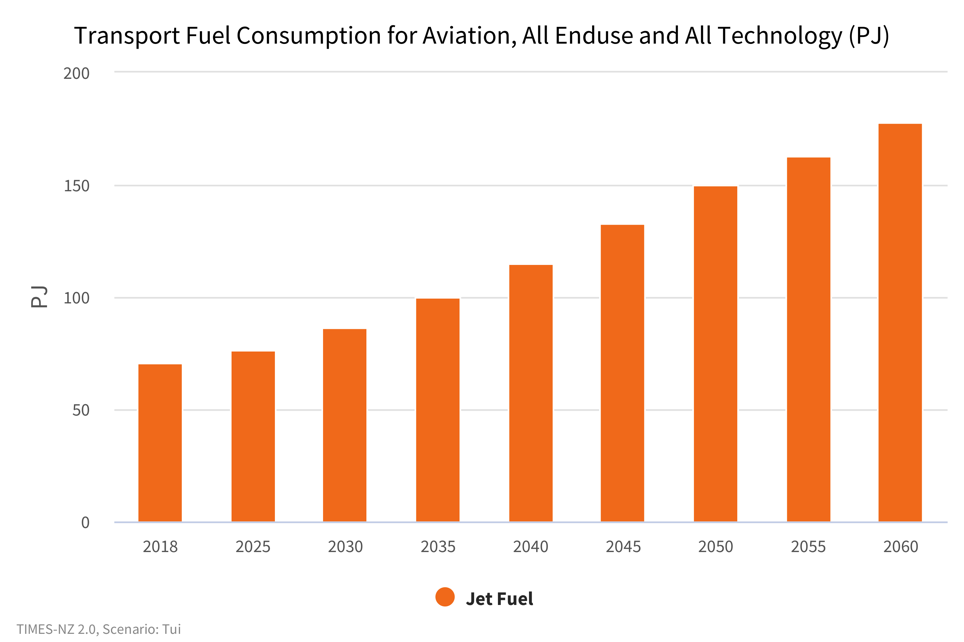 Transport Fuel Consumption for Aviation, All Enduse and All Technology (PJ)
200
150
100
50
0
PJ
2018 2025 2030 2035 2040 2045 2050 2055 2060
Jet Fuel
TIMES-NZ 2.0, Scenario: Tui